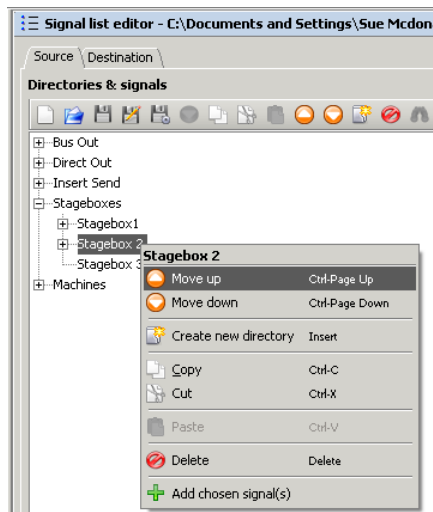 Signal list editor - C:\Documents and Settings\Sue Mcdon
Source Destination
Directories & signals
Bus Out
Direct Out
Insert Send
Stageboxes
Stagebox1
Stagebox 2
Stagebox 3
Machines
Stagebox 2
Move up Ctrl-Page Up
Move down Ctrl-Page Down
Create new directory Insert
Copy Ctrl-C
Cut Ctrl-X
Paste Ctrl-V
Delete Delete
Add chosen signal(s)